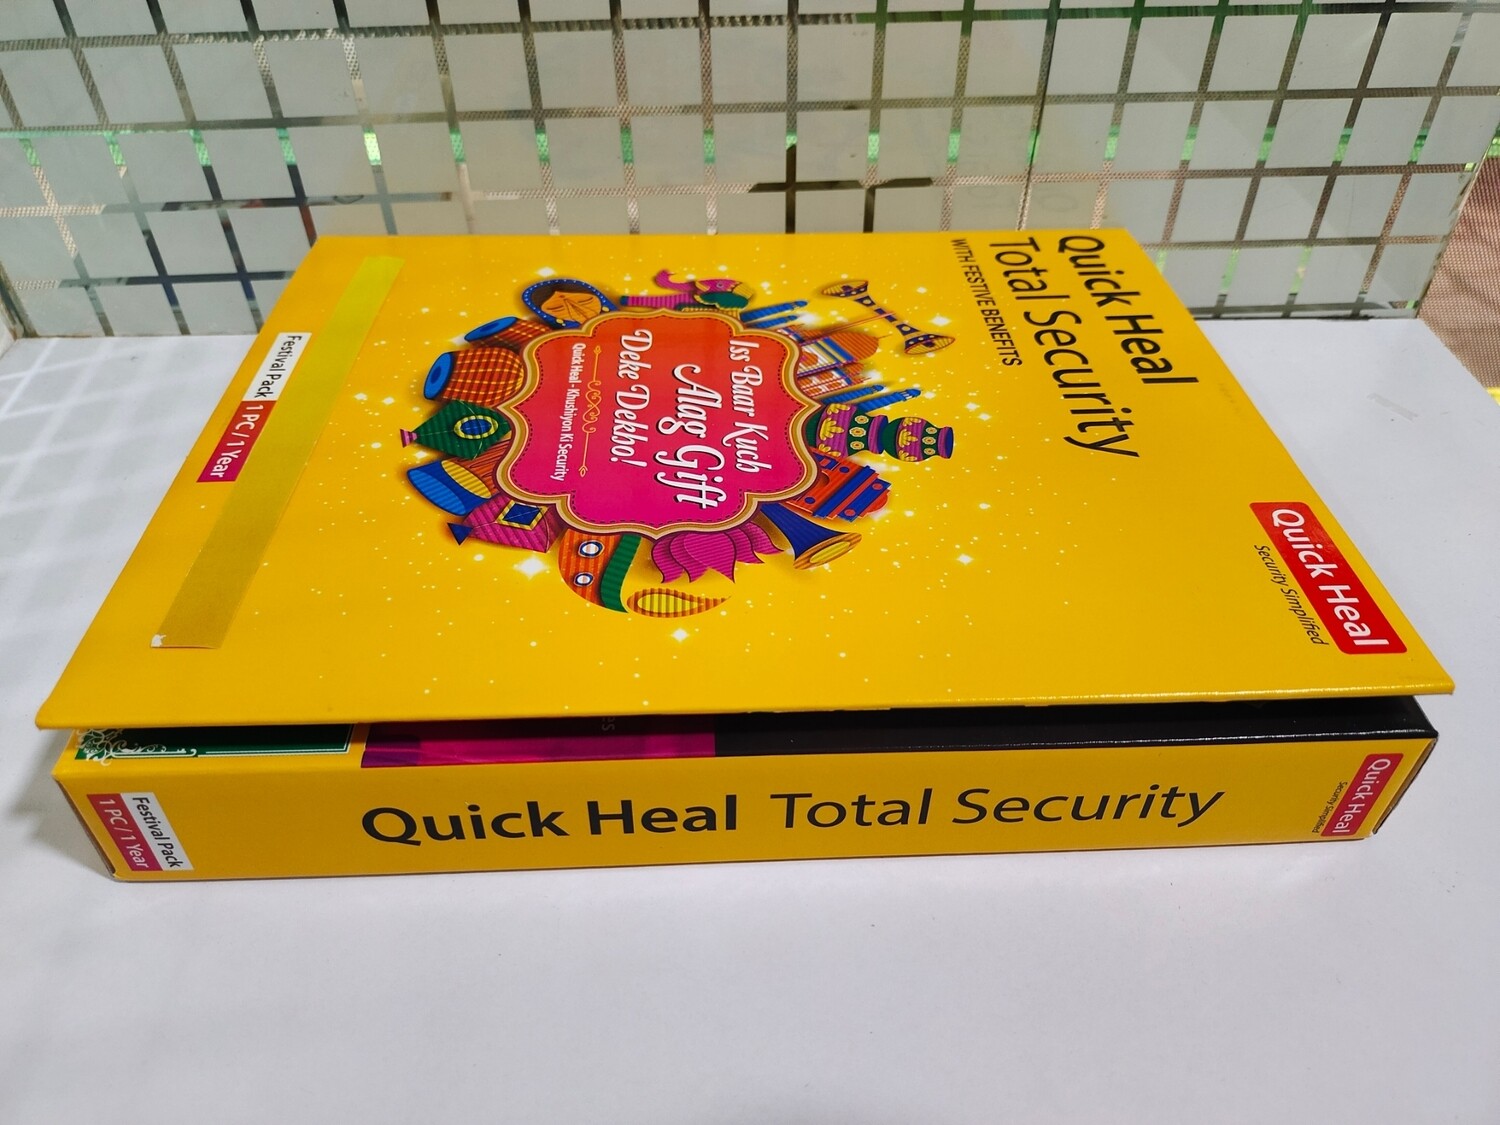 Quick Heal
Total Security
WITH FESTIVE BENEFITS
Iss Baar Kuch
Alag Gift
Deke Dekho!
Quick Heal - Khushiyon Ki Security
Festival Pack 1 PC / 1 Year
Quick Heal
Security Simplified
Festival Pack
1 PC / 1 Year
Quick Heal Total Security
Quick Heal
Security Simplified